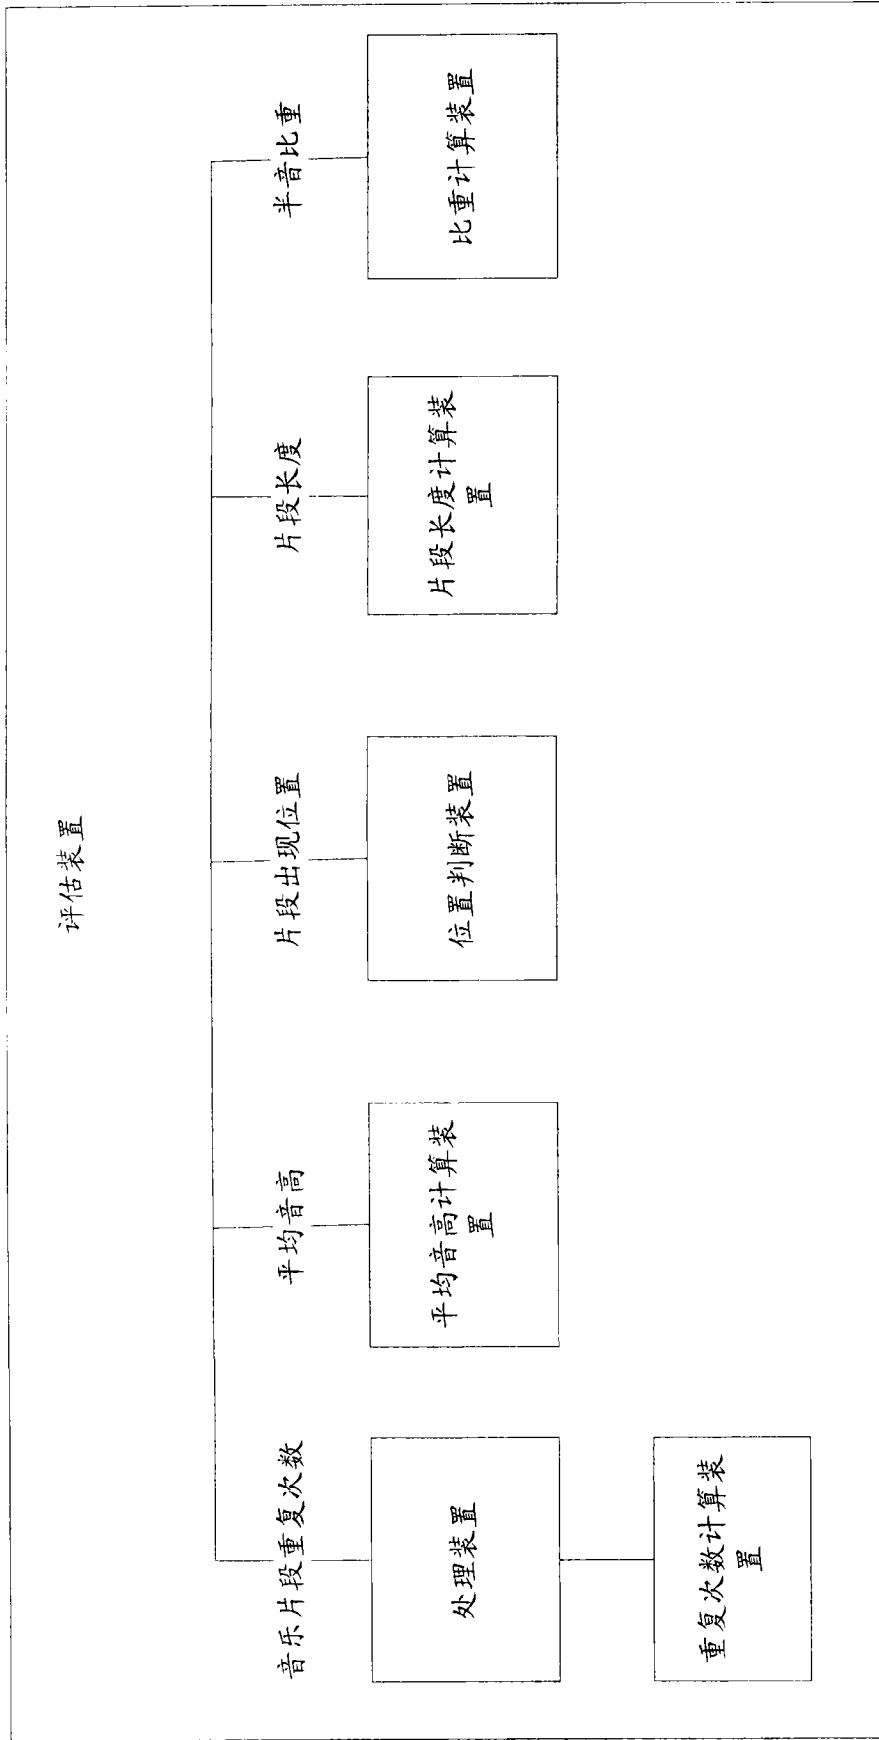 评估装置
音乐片段重复次数
平均音高
片段出现位置
片段长度
半音比重
处理装置
平均音高计算装
置
位置判断装置
片段长度计算装
置
比重计算装置
重复次数计算装
置